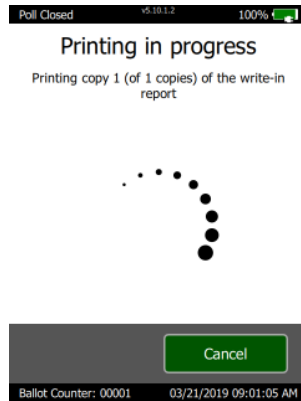 Poll Closed v5.10.1.2 100%
Printing in progress
Printing copy 1 (of 1 copies) of the write-in
report
Cancel
Ballot Counter: 00001 03/21/2019 09:01:05 AM